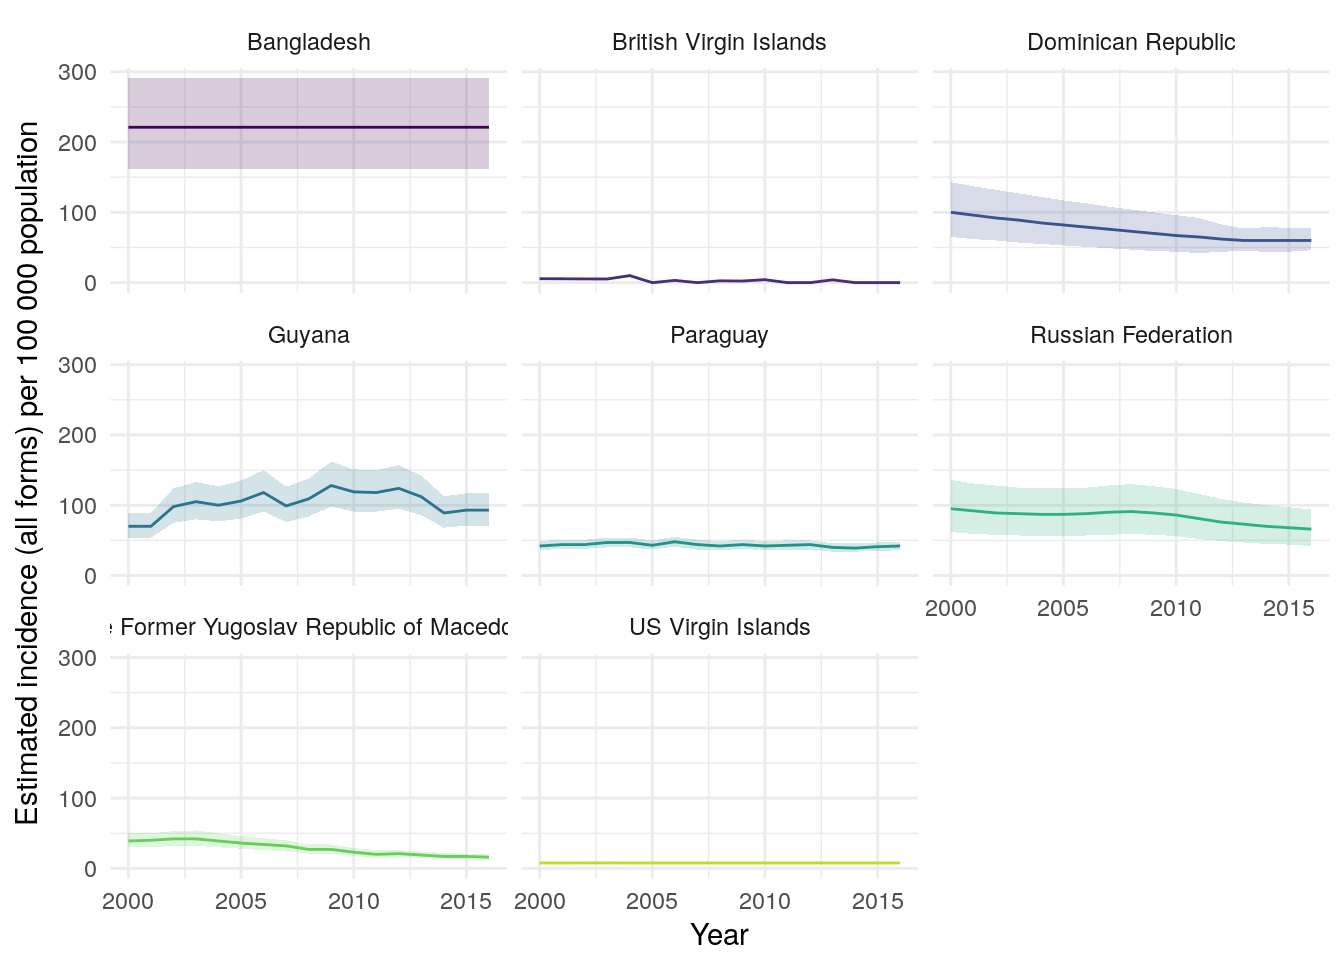 Bangladesh
British Virgin Islands
Dominican Republic
300
200
100
0
Guyana
Paraguay
Russian Federation
300
200
100
0
2000 2005 2010 2015
Former Yugoslav Republic of
US Virgin Islands
300
200
100
0
2000 2005 2010 2015
2000 2005 2010 2015
Year
Estimated incidence (all forms) per 100 000 population